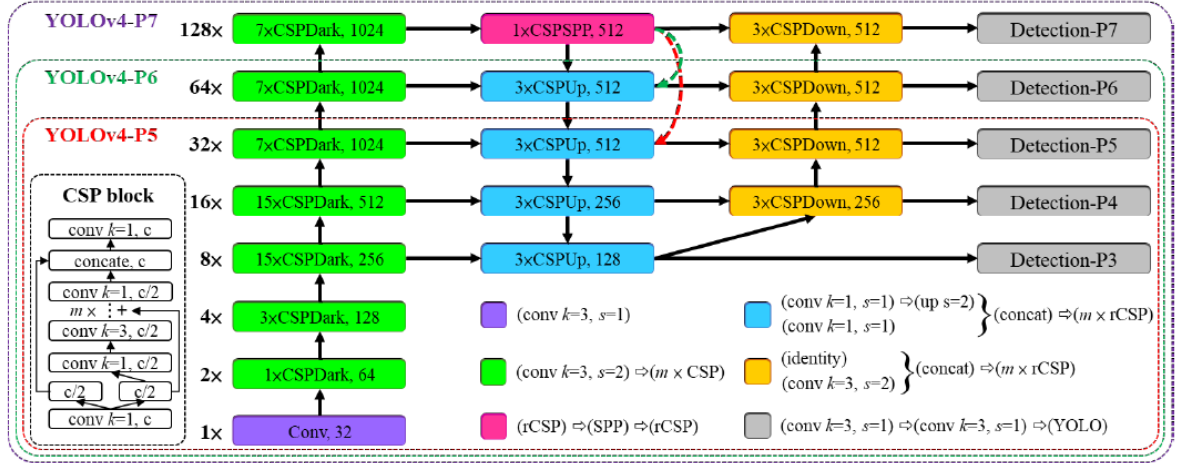 YOLOv4-P7
128×
7×CSPDark, 1024
1×CSPSPP, 512
3×CSPDown, 512
Detection-P7
YOLOv4-P6
64×
7×CSPDark, 1024
3×CSPUp, 512
3×CSPDown, 512
Detection-P6
YOLOv4-P5
32×
7×CSPDark, 1024
3×CSPUp, 512
3×CSPDown, 512
Detection-P5
16×
15×CSPDark, 512
3×CSPUp, 256
3×CSPDown, 256
Detection-P4
8×
15×CSPDark, 256
3×CSPUp, 128
Detection-P3
4×
3×CSPDark, 128
2×
1×CSPDark, 64
1×
Conv, 32
CSP block
conv k=1, c
concate, c
conv k=1, c/2
m × ⋮ +
conv k=3, c/2
conv k=1, c/2
c/2
c/2
conv k=1, c
(conv k=3, s=1)
(conv k=3, s=2) ⇨(m × CSP)
(rCSP) ⇨(SPP) ⇨(rCSP)
(conv k=1, s=1) ⇨(up s=2)
(conv k=1, s=1)
}(concat) ⇨(m × rCSP)
(identity)
(conv k=3, s=2)
}(concat) ⇨(m × rCSP)
(conv k=3, s=1)⇨(conv k=3, s=1)⇨(YOLO)